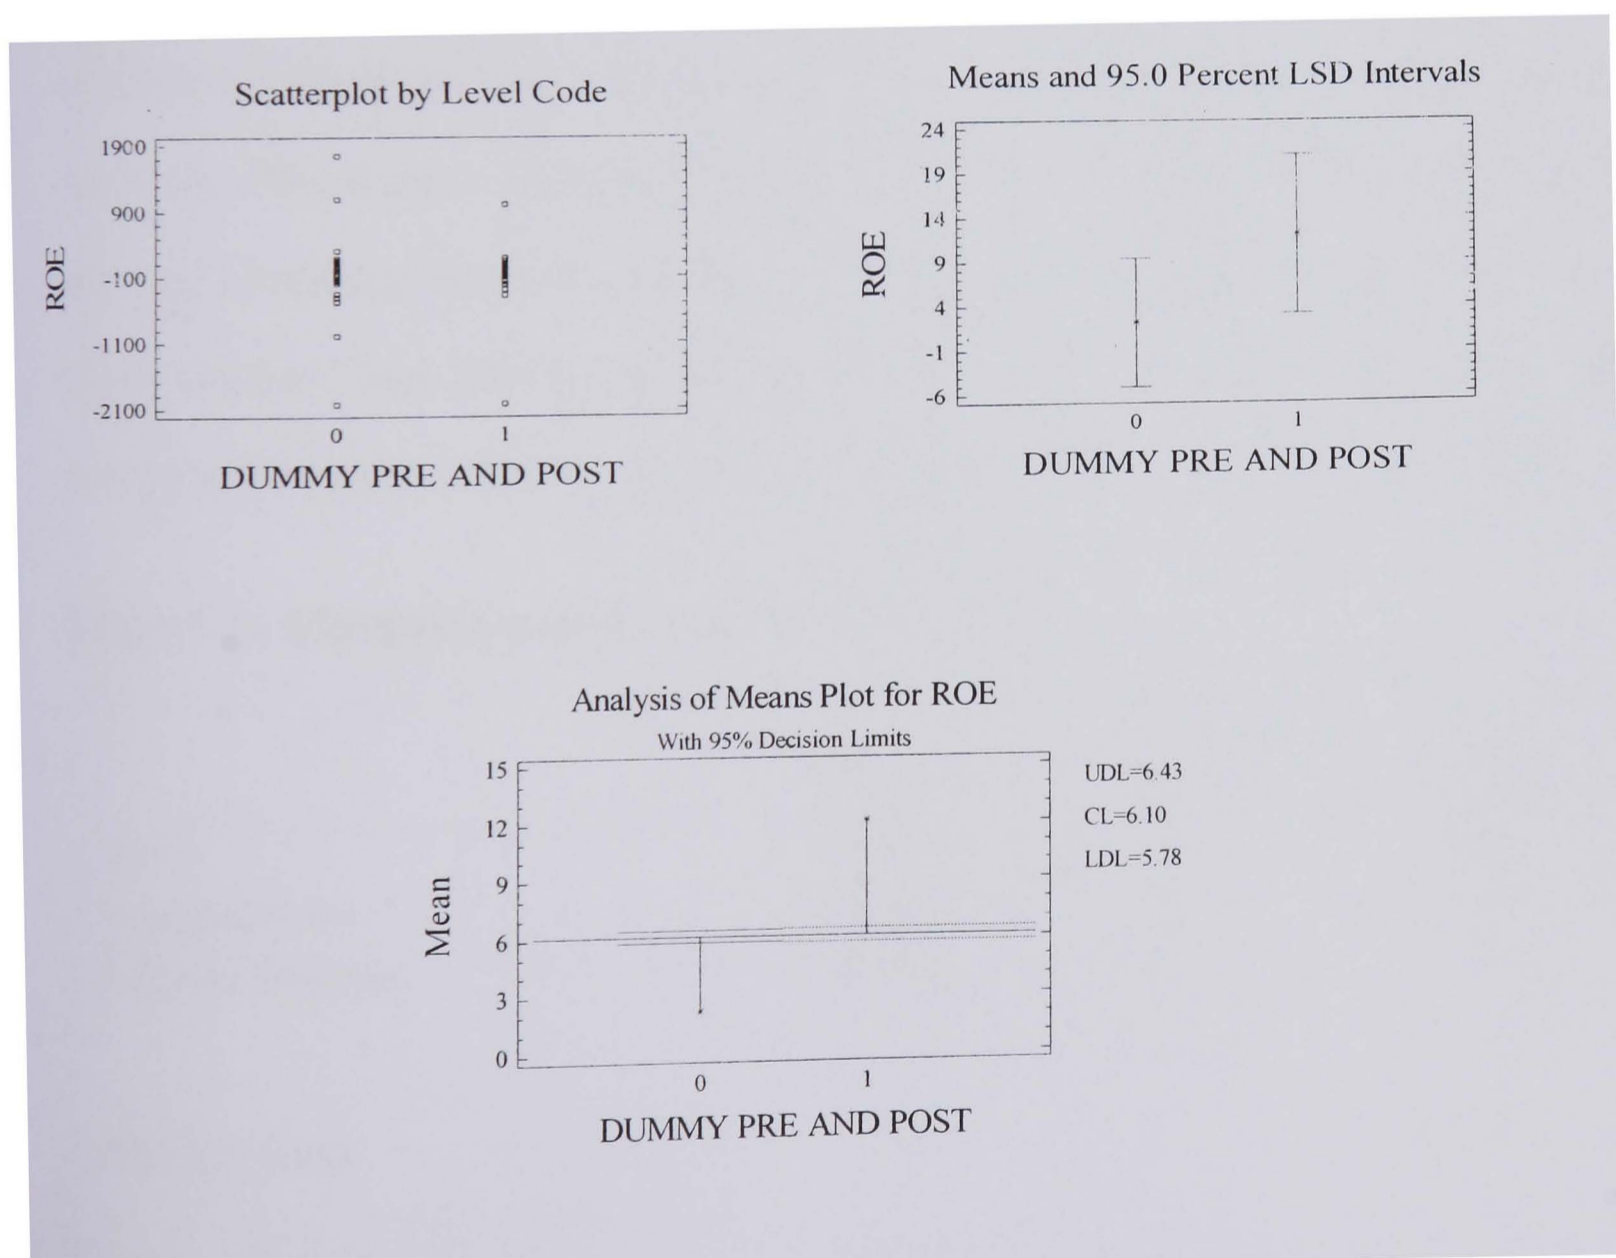 Scatterplot by Level Code
1900
900
-100
-1100
-2100
ROE
0 1
DUMMY PRE AND POST
Means and 95.0 Percent LSD Intervals
24
19
14
9
4
-1
-6
ROE
0 1
DUMMY PRE AND POST
Analysis of Means Plot for ROE
With 95% Decision Limits
15
12
9
6
3
0
Mean
0 1
DUMMY PRE AND POST
UDL=6.43
CL=6.10
LDL=5.78